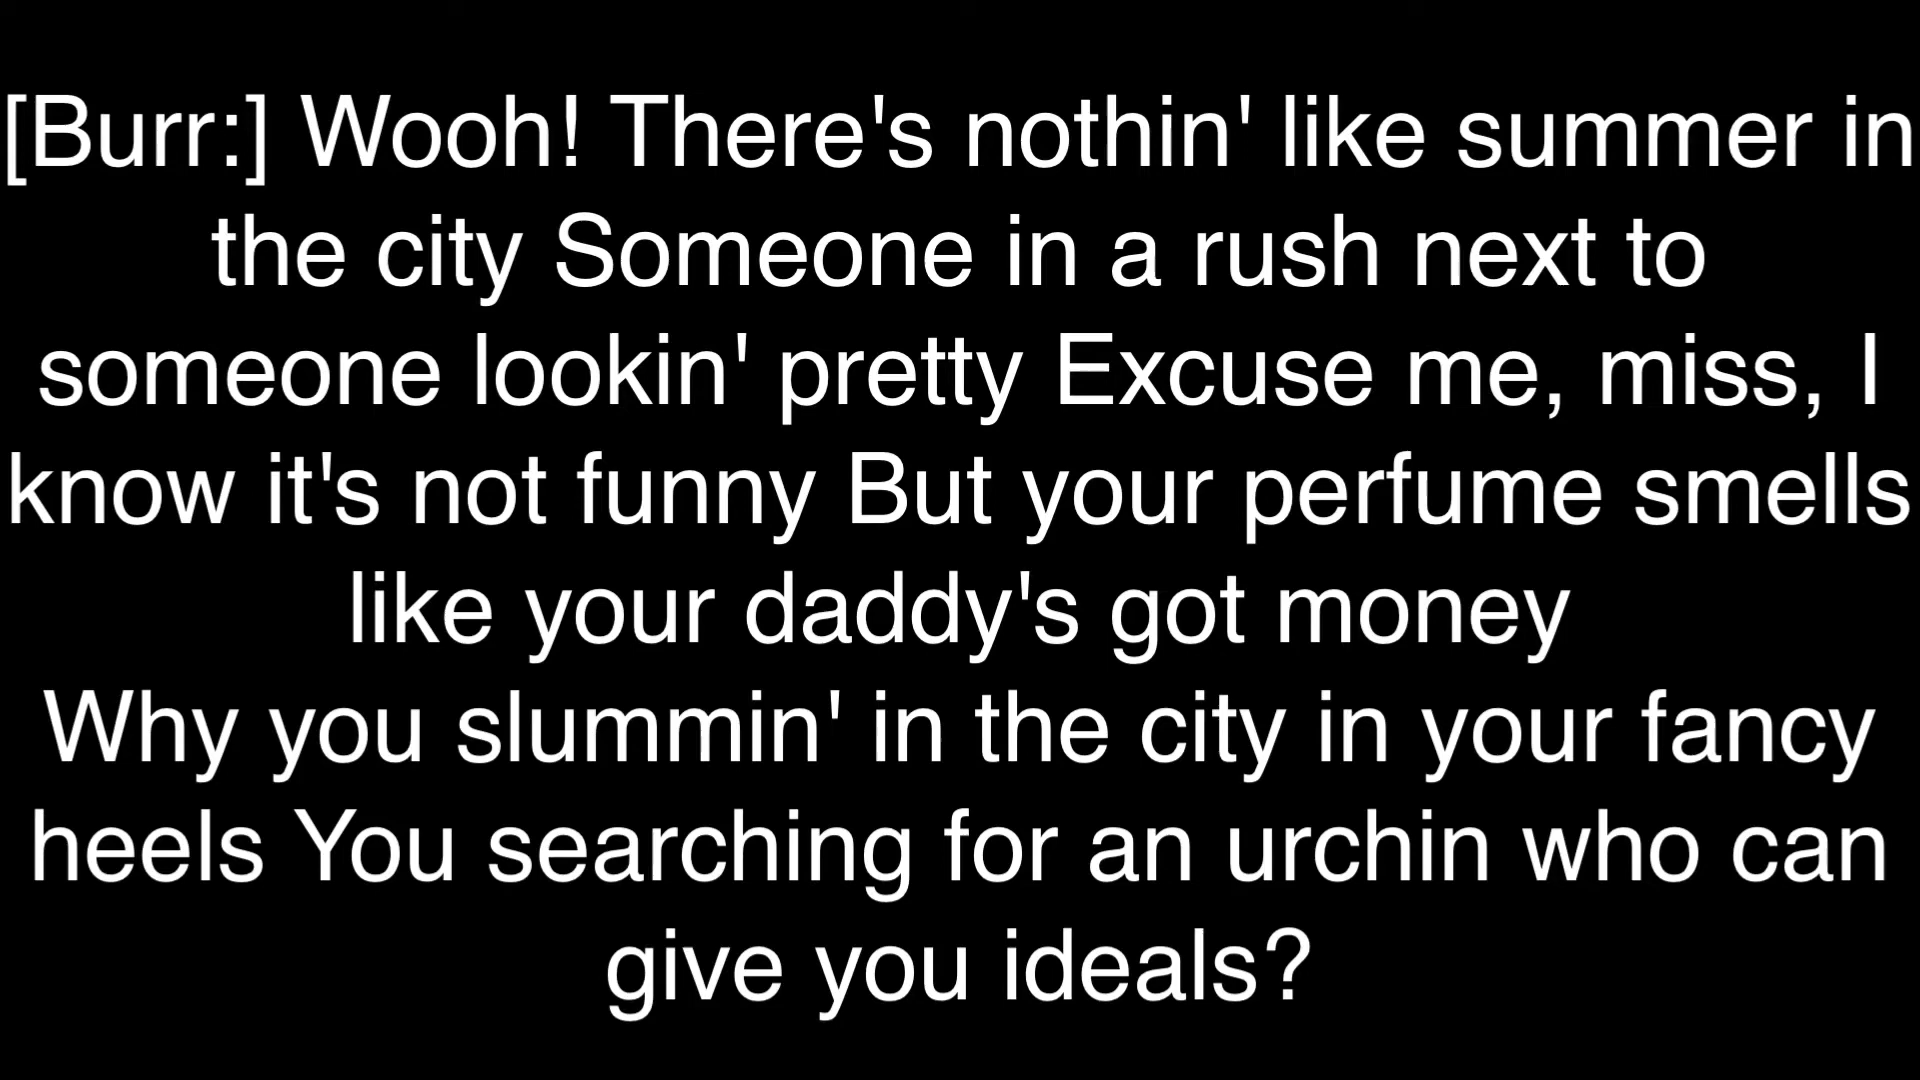 [Burr:] Wooh! There's nothin' like summer in
the city Someone in a rush next to
someone lookin' pretty Excuse me, miss, I
know it's not funny But your perfume smells
like your daddy's got money
Why you slummin' in the city in your fancy
heels You searching for an urchin who can
give you ideals?